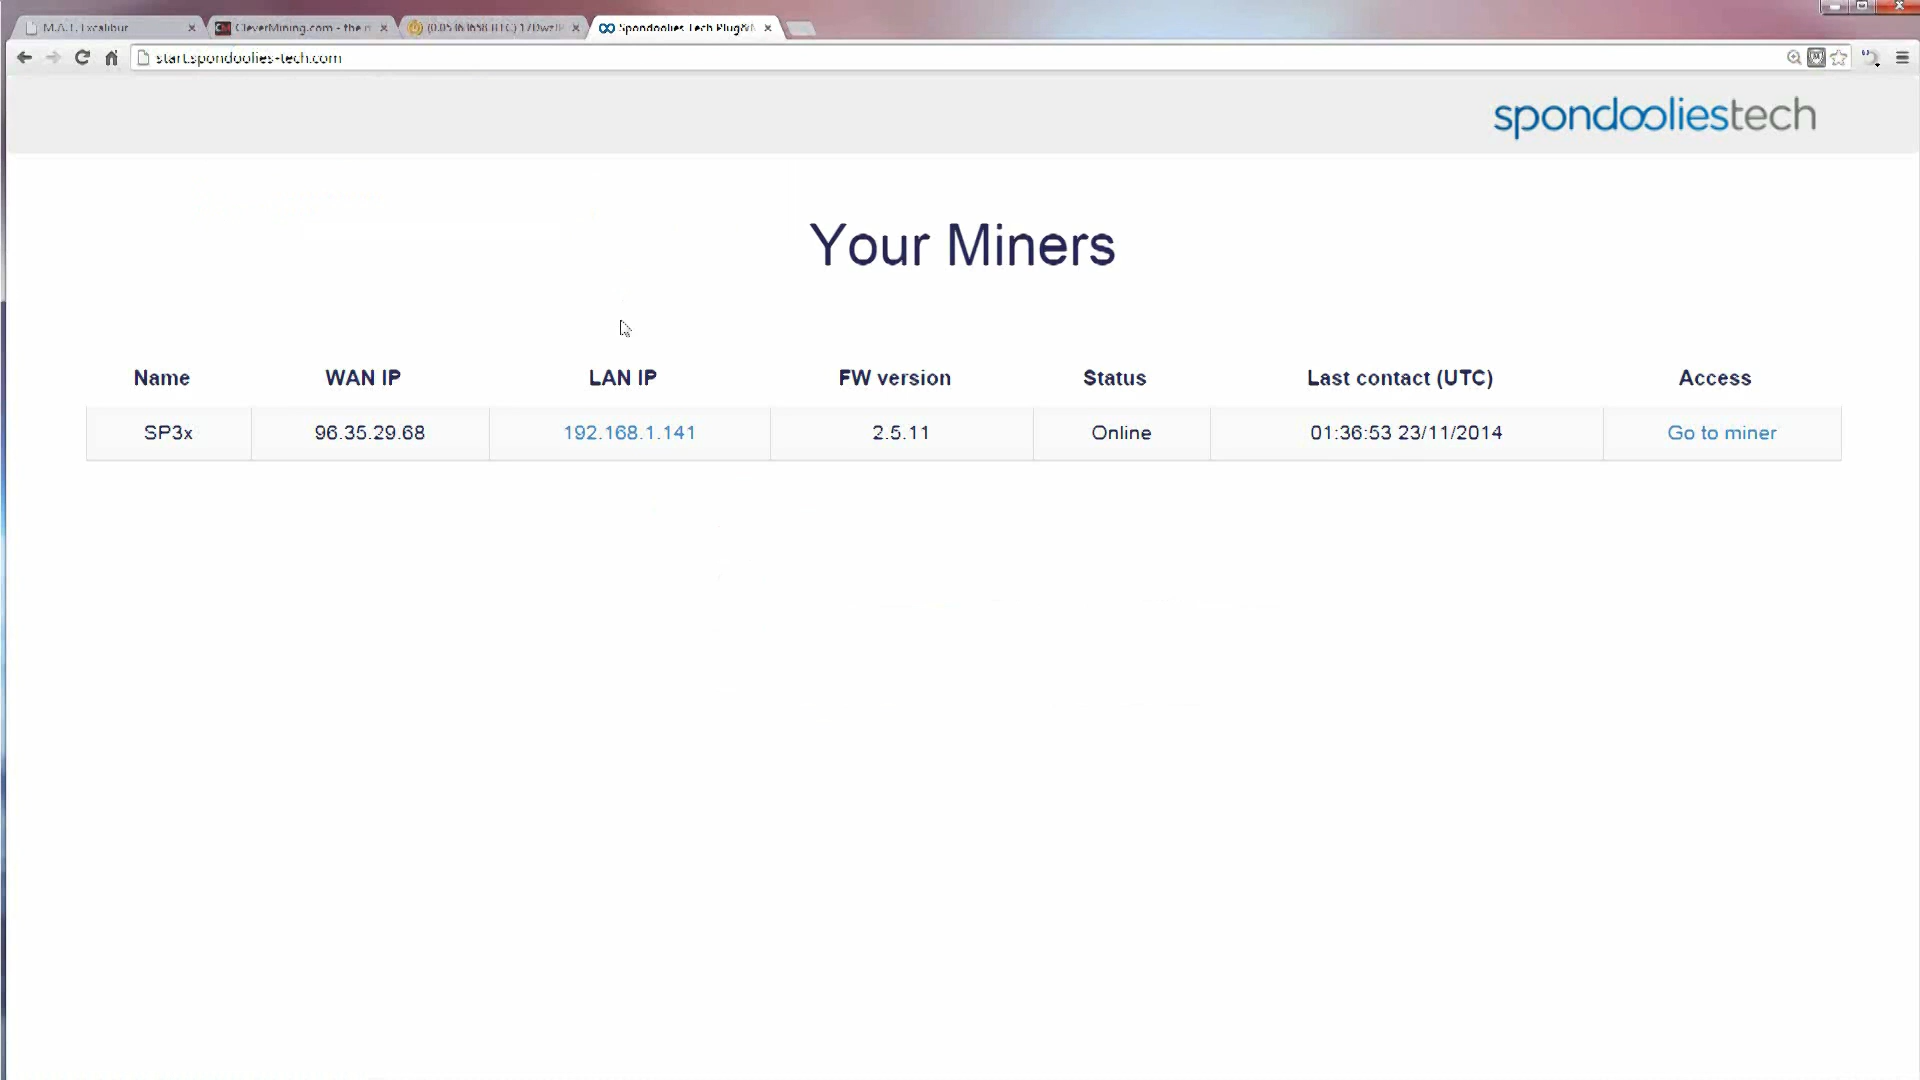 M.A.T. Excalibur
CleverMining.com - the
Spondoolies Tech Plug&
start.spondoolies-tech.com
spondooliestech
Your Miners
Name WAN IP LAN IP FW version Status Last contact (UTC) Access
SP3x 96.35.29.68 192.168.1.141 2.5.11 Online 01:36:53 23/11/2014 Go to miner